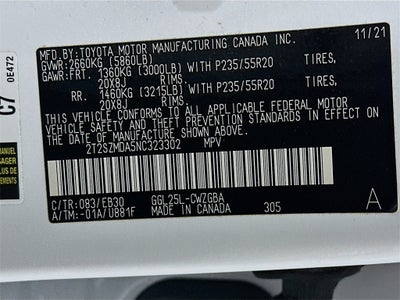 MFD. BY: TOYOTA MOTOR MANUFACTURING CANADA INC. 11/21
GVWR: 2660KG (5860LB)
GAWR: FRT. 1360KG (3000LB) WITH P235/55R20 TIRES,
20X8J RIMS
RR. 1460KG (3215LB) WITH P235/55R20 TIRES,
20X8J RIMS
THIS VEHICLE CONFORMS TO ALL APPLICABLE FEDERAL MOTOR
VEHICLE SAFETY AND THEFT PREVENTION STANDARDS IN EFFECT
ON THE DATE OF MANUFACTURE SHOWN ABOVE.
2T2SZMDA5NC323302 MPV
C/TR: 083/EB30 GGL25L-CWZGBA A
A/TM: -01A/U881F MADE IN CANADA 305
C7
0E472
MANUEL
SAGER